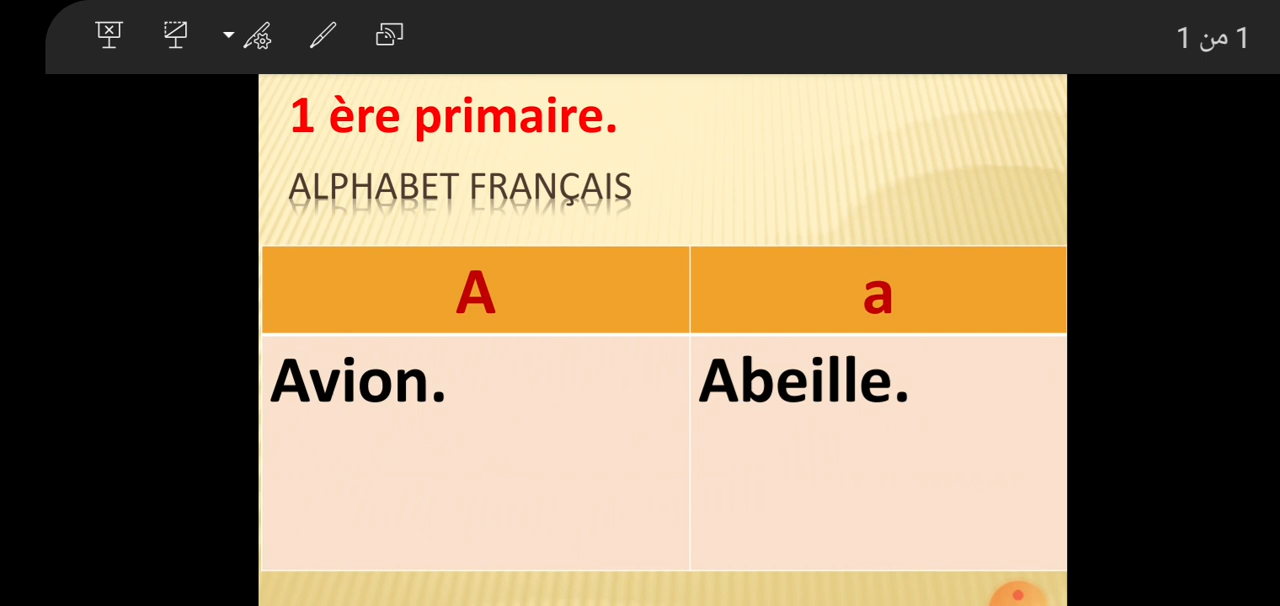 1 من 1
1 ère primaire.
ALPHABET FRANÇAIS
A a
Avion. Abeille.